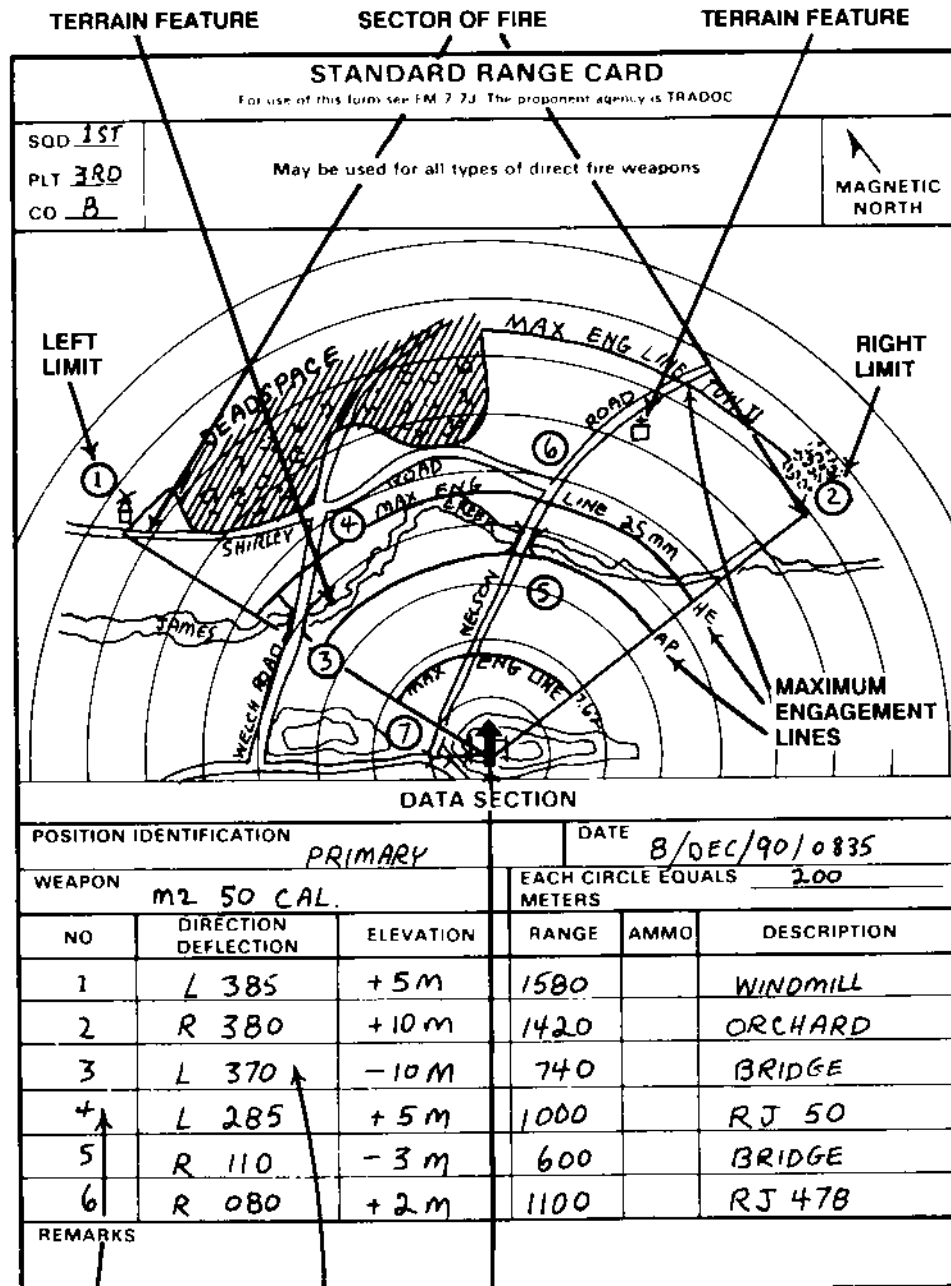 TERRAIN FEATURE SECTOR OF FIRE TERRAIN FEATURE
STANDARD RANGE CARD
For use of this form see FM 7-7J. The proponent agency is TRADOC
SQD 1ST
PLT 3RD
CO B
May be used for all types of direct fire weapons
MAGNETIC
NORTH
LEFT
LIMIT
RIGHT
LIMIT
DEADSPACE
MAX ENG LINE TOW II
ROAD
1
6
2
ROAD
MAX ENG LINE 25mm
4
SHIRLEY
CREEK
5
JAMES
NELSON
HE
AP
3
WELCH ROAD
MAX ENG LINE 7.62
7
MAXIMUM
ENGAGEMENT
LINES
DATA SECTION
POSITION IDENTIFICATION PRIMARY DATE 8/DEC/90/0835
WEAPON M2 50 CAL. EACH CIRCLE EQUALS 200
METERS
NO DIRECTION DEFLECTION ELEVATION RANGE AMMO DESCRIPTION
1 L 385 +5 M 1580 WINDMILL
2 R 380 +10 M 1420 ORCHARD
3 L 370 -10 M 740 BRIDGE
4 L 285 +5 M 1000 RJ 50
5 R 110 -3 M 600 BRIDGE
6 R 080 +2 M 1100 RJ 478
REMARKS